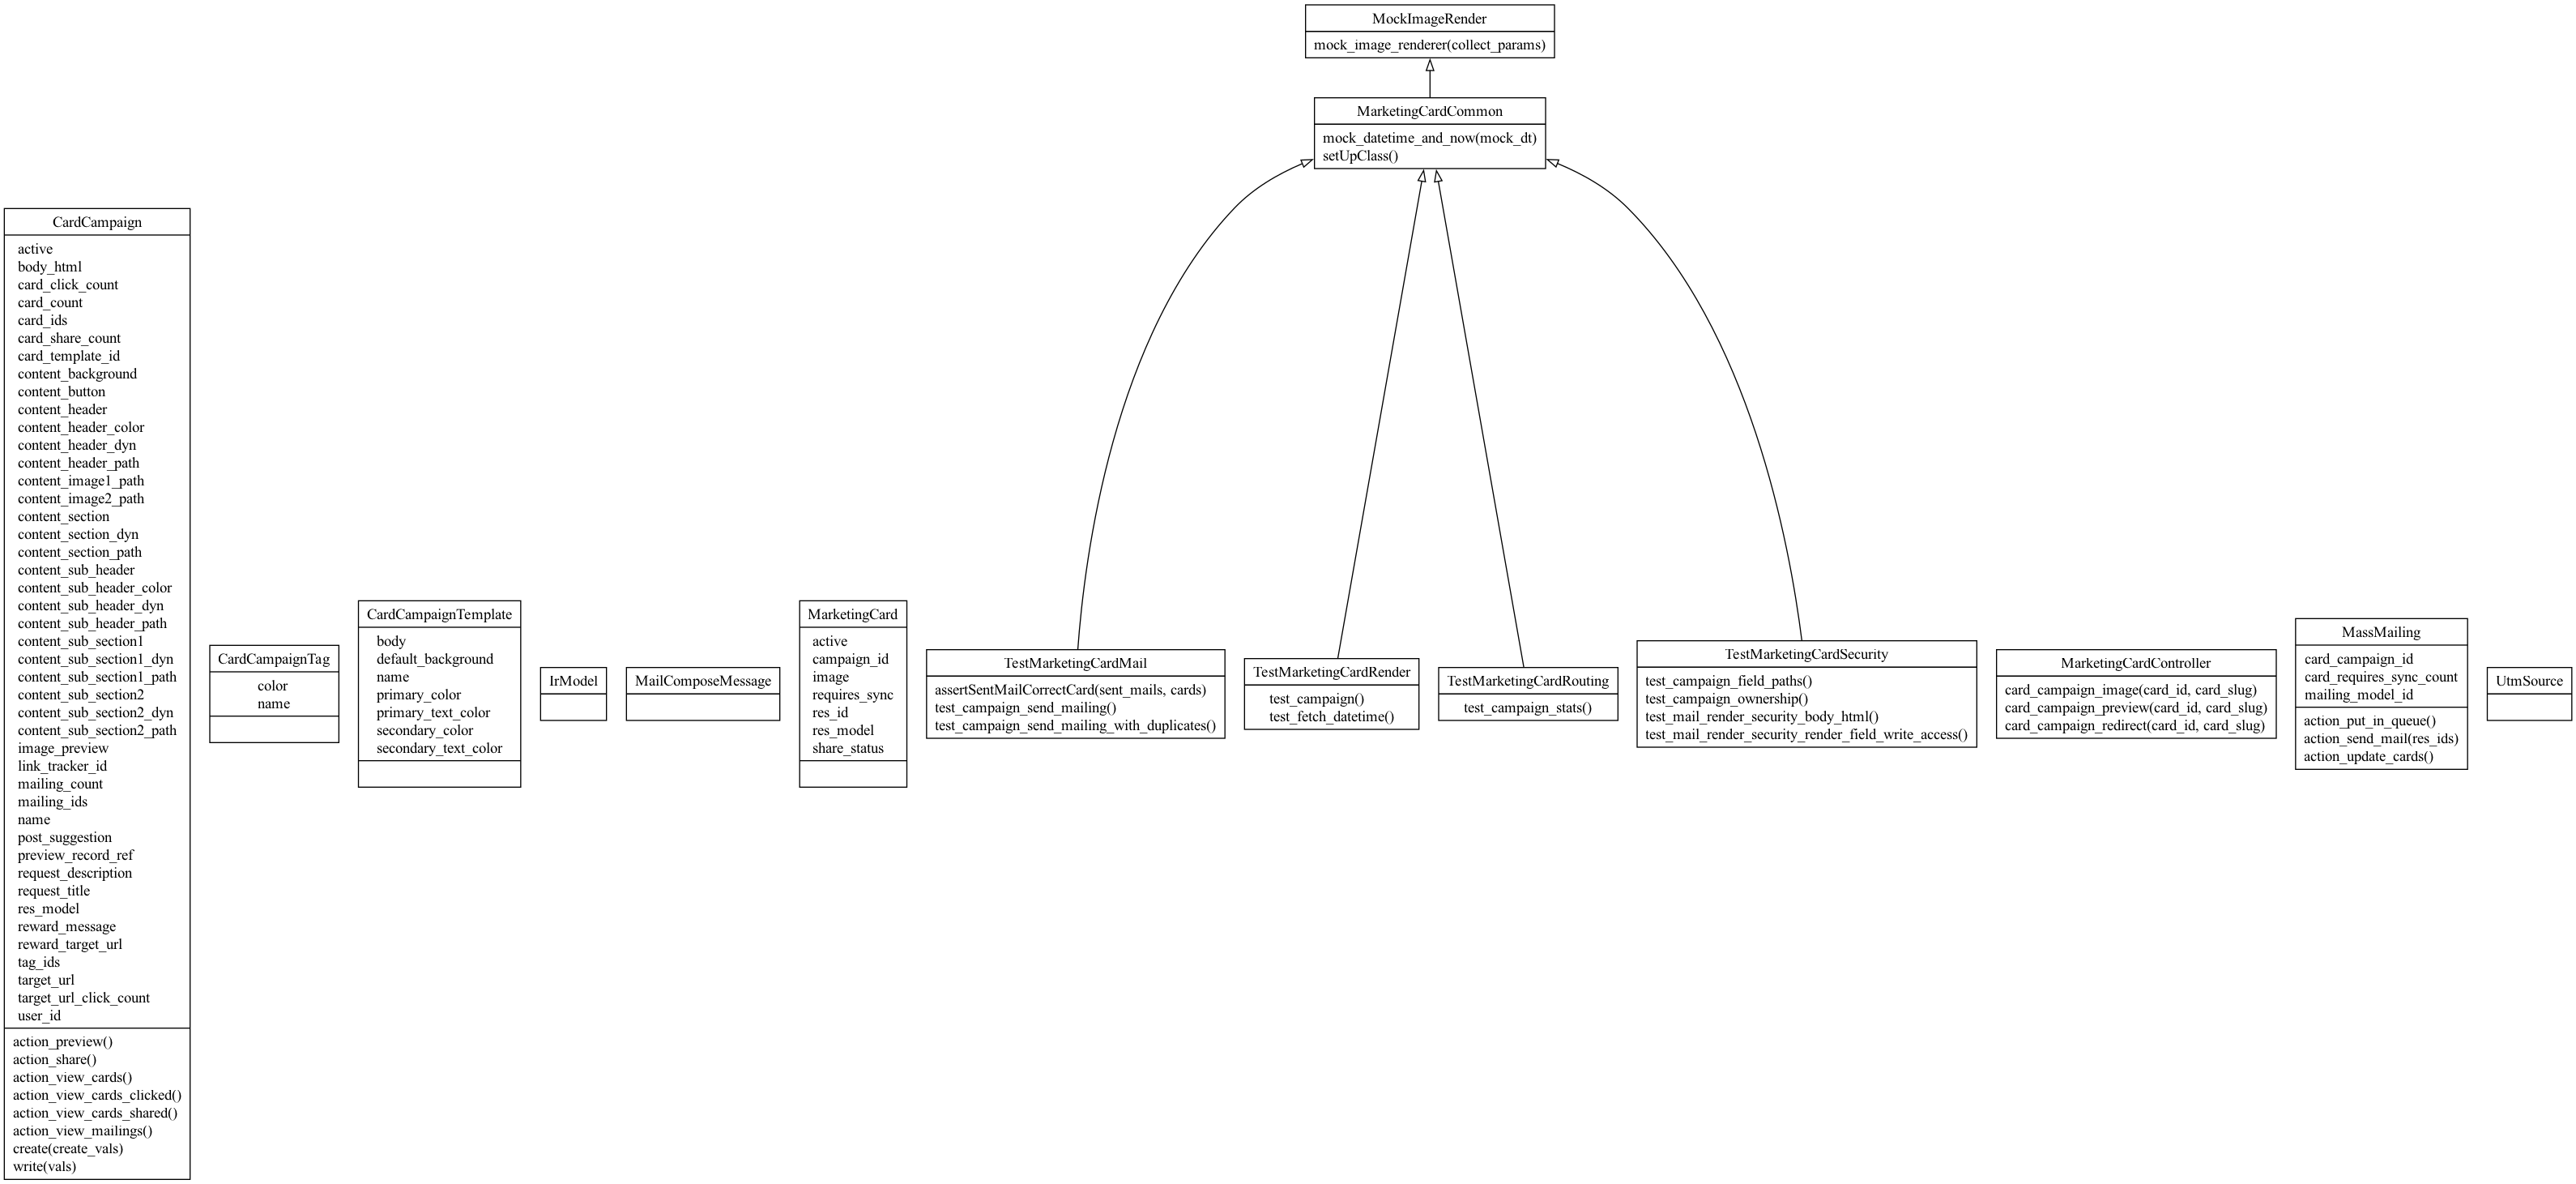 MockImageRender
mock_image_renderer(collect_params)
MarketingCardCommon
mock_datetime_and_now(mock_dt)
setUpClass()
CardCampaign
active
body_html
card_click_count
card_count
card_ids
card_share_count
card_template_id
content_background
content_button
content_header
content_header_color
content_header_dyn
content_header_path
content_image1_path
content_image2_path
content_section
content_section_dyn
content_section_path
content_sub_header
content_sub_header_color
content_sub_header_dyn
content_sub_header_path
content_sub_section1
content_sub_section1_dyn
content_sub_section1_path
content_sub_section2
content_sub_section2_dyn
content_sub_section2_path
image_preview
link_tracker_id
mailing_count
mailing_ids
name
post_suggestion
preview_record_ref
request_description
request_title
res_model
reward_message
reward_target_url
tag_ids
target_url
target_url_click_count
user_id
action_preview()
action_share()
action_view_cards()
action_view_cards_clicked()
action_view_cards_shared()
action_view_mailings()
create(create_vals)
write(vals)
CardCampaignTag
color
name
CardCampaignTemplate
body
default_background
name
primary_color
primary_text_color
secondary_color
secondary_text_color
IrModel
MailComposeMessage
MarketingCard
active
campaign_id
image
requires_sync
res_id
res_model
share_status
TestMarketingCardMail
assertSentMailCorrectCard(sent_mails, cards)
test_campaign_send_mailing()
test_campaign_send_mailing_with_duplicates()
TestMarketingCardRender
test_campaign()
test_fetch_datetime()
TestMarketingCardRouting
test_campaign_stats()
TestMarketingCardSecurity
test_campaign_field_paths()
test_campaign_ownership()
test_mail_render_security_body_html()
test_mail_render_security_render_field_write_access()
MarketingCardController
card_campaign_image(card_id, card_slug)
card_campaign_preview(card_id, card_slug)
card_campaign_redirect(card_id, card_slug)
MassMailing
card_campaign_id
card_requires_sync_count
mailing_model_id
action_put_in_queue()
action_send_mail(res_ids)
action_update_cards()
UtmSource